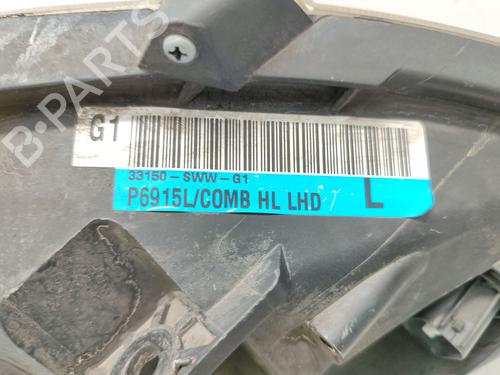 B-PARTS
G1
33150-SWW-G1
P6915L/COMB HL LHD L